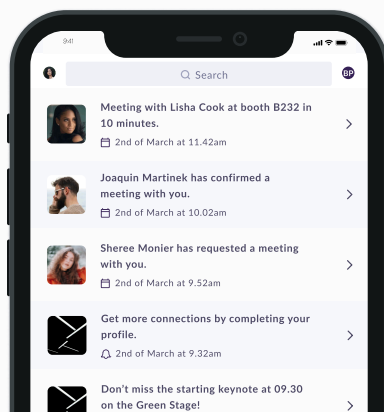 9:41
Search
BP
Meeting with Lisha Cook at booth B232 in
10 minutes.
2nd of March at 11.42am
Joaquin Martinek has confirmed a
meeting with you.
2nd of March at 10.02am
Sheree Monier has requested a meeting
with you.
2nd of March at 9.52am
Get more connections by completing your
profile.
2nd of March at 9.32am
Don't miss the starting keynote at 09.30
on the Green Stage!